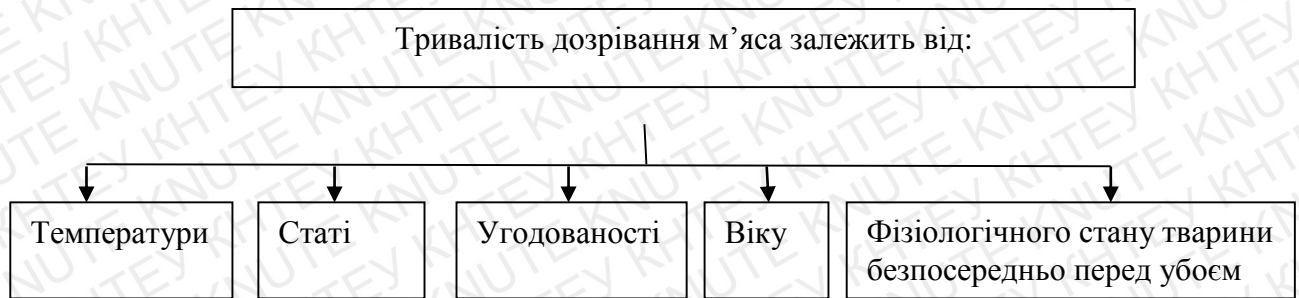 Тривалість дозрівання м’яса залежить від:
Температури
Статі
Угодованості
Віку
Фізіологічного стану тварини
безпосередньо перед убоєм